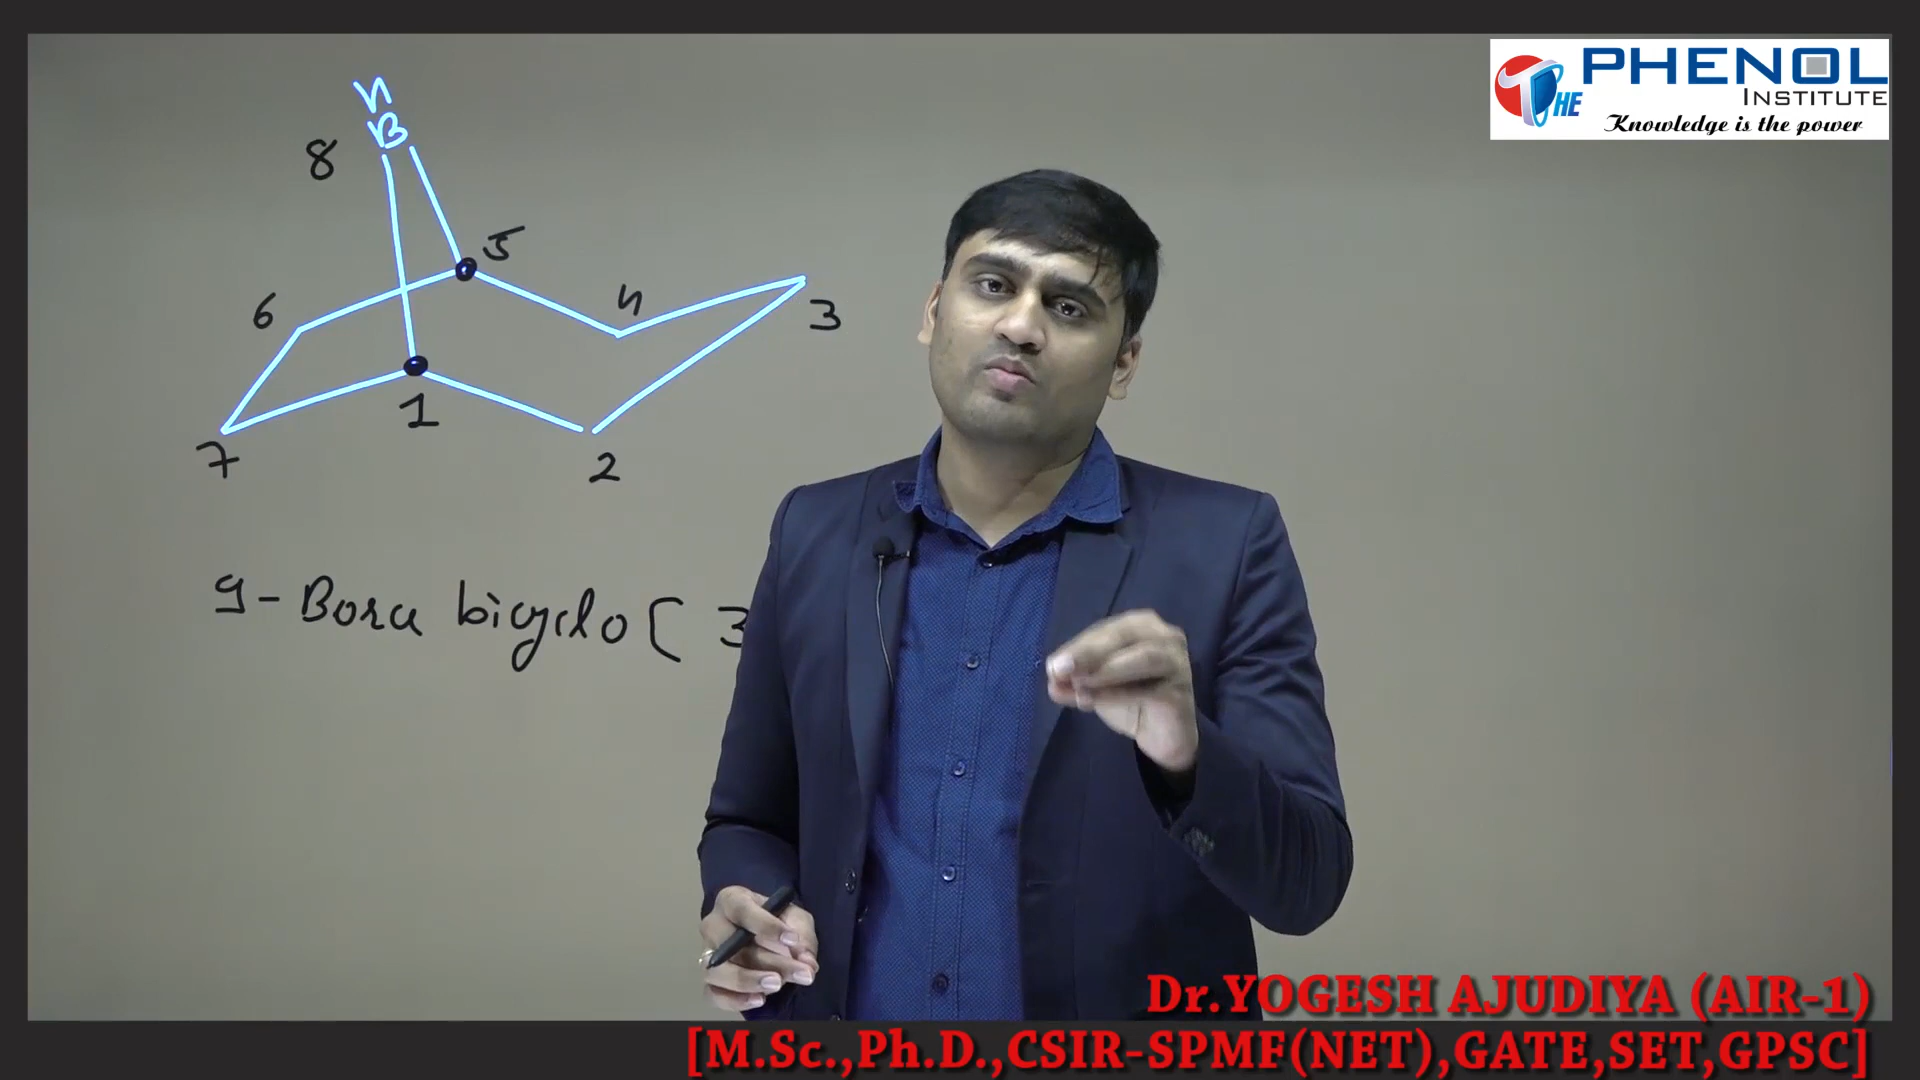 THE PHENOL
INSTITUTE
Knowledge is the power
H
B
8
5
6
4
3
1
7
2
9-Bora bicyclo ( 3
Dr.YOGESH AJUDIYA (AIR-1)
[M.Sc.,Ph.D.,CSIR-SPMF(NET),GATE,SET,GPSC]